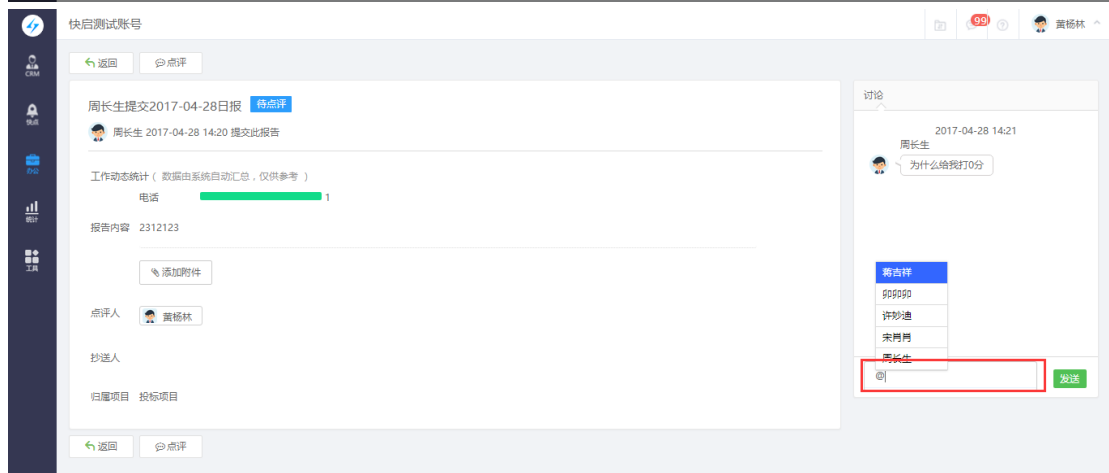 快启测试账号
99
黄杨林
CRM
快点
办公
统计
工具
返回
点评
周长生提交2017-04-28日报 待点评
周长生 2017-04-28 14:20 提交此报告
工作动态统计 ( 数据由系统自动汇总，仅供参考 )
电话 1
报告内容 2312123
添加附件
点评人 黄杨林
抄送人
归属项目 投标项目
返回
点评
讨论
2017-04-28 14:21
周长生
为什么给我打0分
蒋吉祥
卯卯卯
许妙迪
宋肖肖
周长生
@
发送